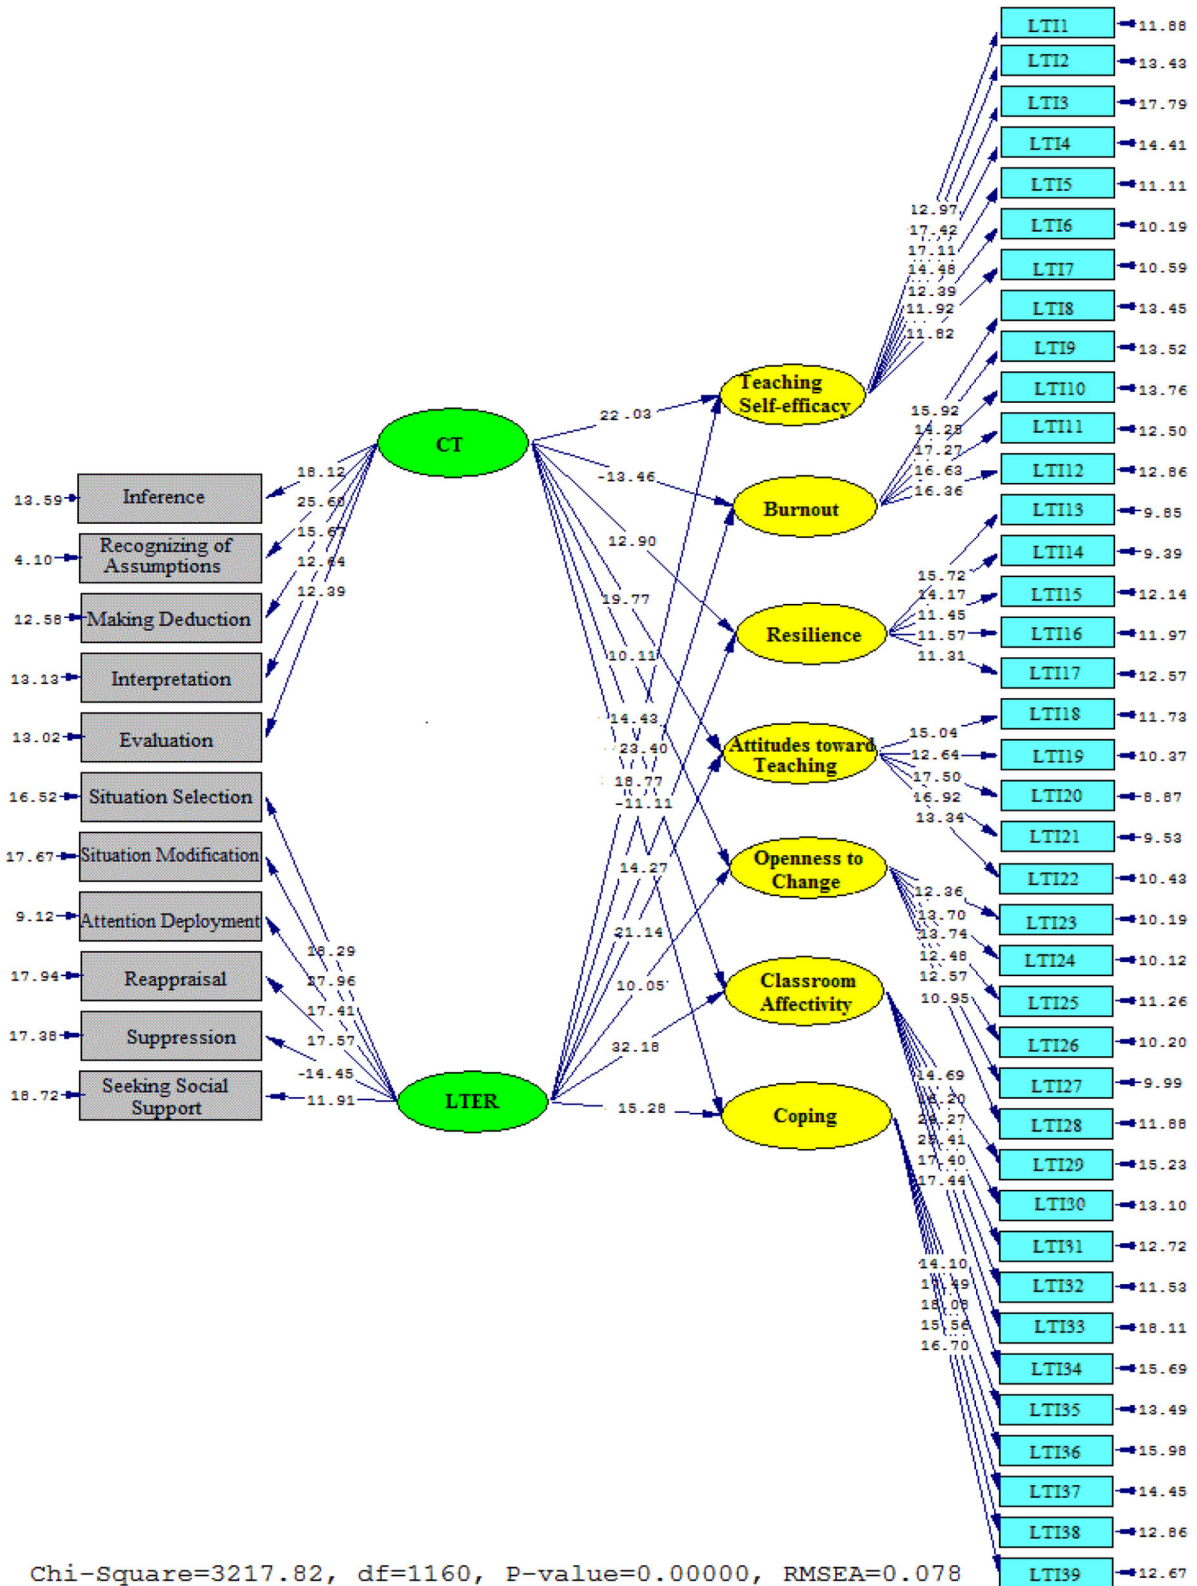 LTI1
11.88
LTI2
13.43
LTI3
17.79
LTI4
14.41
LTI5
11.11
LTI6
10.19
LTI7
10.59
LTI8
13.45
LTI9
13.52
LTI10
13.76
LTI11
12.50
LTI12
12.86
LTI13
9.85
LTI14
9.39
LTI15
12.14
LTI16
11.97
LTI17
12.57
LTI18
11.73
LTI19
10.37
LTI20
8.87
LTI21
9.53
LTI22
10.43
LTI23
10.19
LTI24
10.12
LTI25
11.26
LTI26
10.20
LTI27
9.99
LTI28
11.88
LTI29
15.23
LTI30
13.10
LTI31
12.72
LTI32
11.53
LTI33
18.11
LTI34
15.69
LTI35
13.49
LTI36
15.98
LTI37
14.45
LTI38
12.86
LTI39
12.67
12.97
17.42
17.11
14.48
12.39
11.92
11.82
15.92
14.28
17.27
16.63
16.36
15.72
14.17
11.45
11.57
11.31
15.04
12.64
17.50
16.92
13.34
12.36
13.70
13.74
12.48
12.57
10.95
14.69
25.41
17.40
17.44
14.10
17.49
18.08
15.56
16.70
Teaching
Self-efficacy
Burnout
Resilience
Attitudes toward
Teaching
Openness to
Change
Classroom
Affectivity
Coping
CT
LTER
22.03
-13.46
12.90
19.77
10.11
14.43
23.40
18.77
-11.11
14.27
21.14
10.05
32.18
15.28
18.12
25.60
15.67
12.64
12.39
18.29
27.96
17.41
17.57
-14.45
11.91
13.59
Inference
4.10
Recognizing of
Assumptions
12.58
Making Deduction
13.13
Interpretation
13.02
Evaluation
16.52
Situation Selection
17.67
Situation Modification
9.12
Attention Deployment
17.94
Reappraisal
17.38
Suppression
18.72
Seeking Social
Support
Chi-Square=3217.82, df=1160, P-value=0.00000, RMSEA=0.078